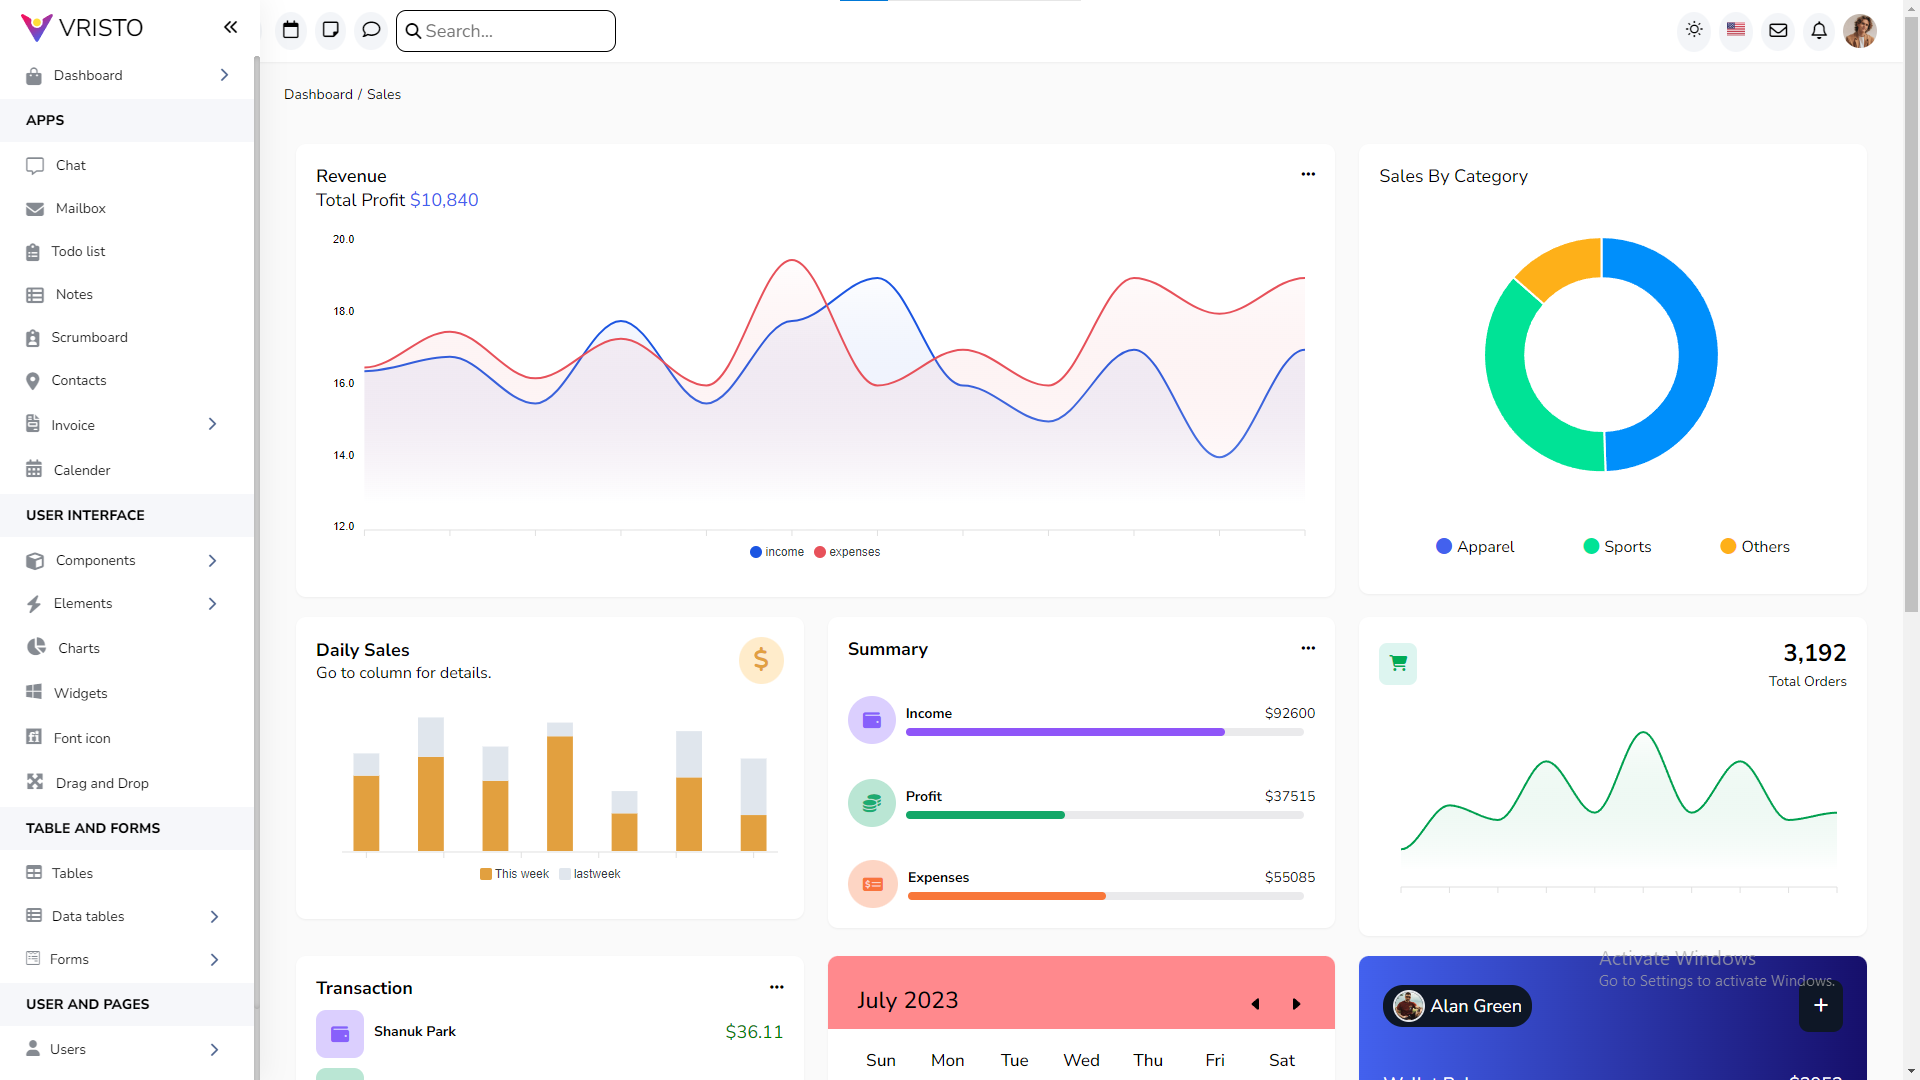 VRISTO
Search...
Dashboard
Dashboard / Sales
APPS
Chat
Mailbox
Todo list
Notes
Scrumboard
Contacts
Invoice
Calender
USER INTERFACE
Components
Elements
Charts
Widgets
Font icon
Drag and Drop
TABLE AND FORMS
Tables
Data tables
Forms
USER AND PAGES
Users
Revenue
Total Profit $10,840
20.0
18.0
16.0
14.0
12.0
income expenses
Sales By Category
Apparel Sports Others
Daily Sales
Go to column for details.
$
This week lastweek
Summary
Income $92600
Profit $37515
Expenses $55085
3,192
Total Orders
Transaction
Shanuk Park $36.11
July 2023
Sun Mon Tue Wed Thu Fri Sat
Activate Windows
Go to Settings to activate Windows.
Alan Green
+